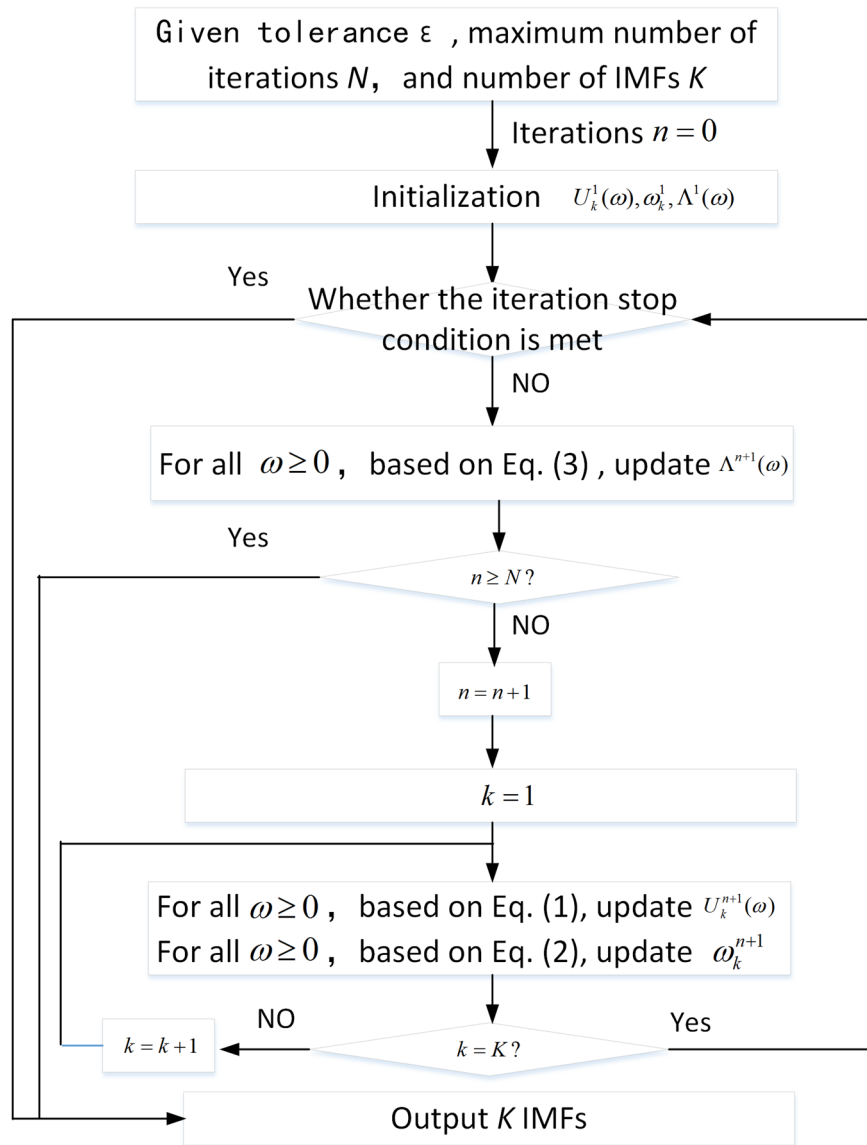 Given tolerance ε , maximum number of
iterations N, and number of IMFs K
Iterations n = 0
Initialization U_k^1(ω), ω_k^1, Λ^1(ω)
Yes
Whether the iteration stop
condition is met
NO
For all ω ≥ 0 , based on Eq. (3) , update Λ^{n+1}(ω)
Yes
n ≥ N?
NO
n = n+1
k = 1
For all ω ≥ 0 , based on Eq. (1), update U_k^{n+1}(ω)
For all ω ≥ 0 , based on Eq. (2), update ω_k^{n+1}
NO
Yes
k = k+1
k = K?
Output K IMFs